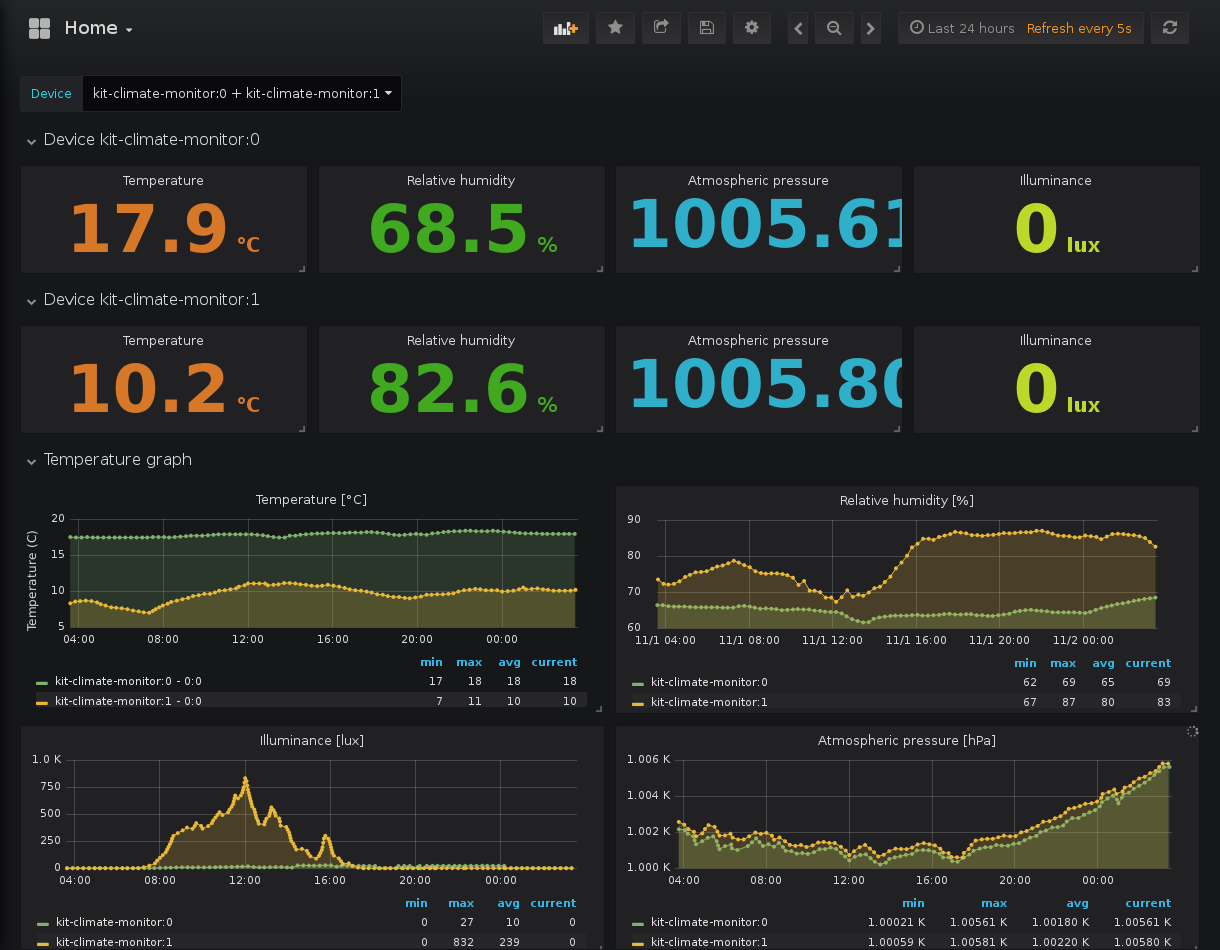 Home
Last 24 hours Refresh every 5s
Device kit-climate-monitor:0 + kit-climate-monitor:1
Device kit-climate-monitor:0
Temperature Relative humidity Atmospheric pressure Illuminance
17.9 °C 68.5 % 1005.61 0 lux
Device kit-climate-monitor:1
Temperature Relative humidity Atmospheric pressure Illuminance
10.2 °C 82.6 % 1005.80 0 lux
Temperature graph
Temperature [°C]
Temperature (C)
20
15
10
5
04:00 08:00 12:00 16:00 20:00 00:00
min max avg current
kit-climate-monitor:0 - 0:0 17 18 18 18
kit-climate-monitor:1 - 0:0 7 11 10 10
Relative humidity [%]
90
80
70
60
11/1 04:00 11/1 08:00 11/1 12:00 11/1 16:00 11/1 20:00 11/2 00:00
min max avg current
kit-climate-monitor:0 62 69 65 69
kit-climate-monitor:1 67 87 80 83
Illuminance [lux]
1.0 K
750
500
250
0
04:00 08:00 12:00 16:00 20:00 00:00
min max avg current
kit-climate-monitor:0 0 27 10 0
kit-climate-monitor:1 0 832 239 0
Atmospheric pressure [hPa]
1.006 K
1.004 K
1.002 K
1.000 K
04:00 08:00 12:00 16:00 20:00 00:00
min max avg current
kit-climate-monitor:0 1.00021 K 1.00561 K 1.00180 K 1.00561 K
kit-climate-monitor:1 1.00059 K 1.00581 K 1.00220 K 1.00580 K